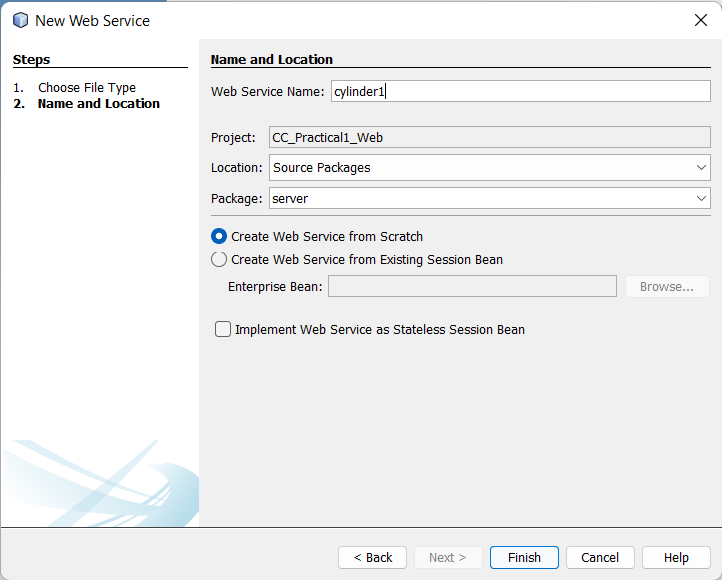 New Web Service
Steps
1. Choose File Type
2. Name and Location
Name and Location
Web Service Name: cylinder1
Project: CC_Practical1_Web
Location: Source Packages
Package: server
Create Web Service from Scratch
Create Web Service from Existing Session Bean
Enterprise Bean: Browse...
Implement Web Service as Stateless Session Bean
< Back Next > Finish Cancel Help